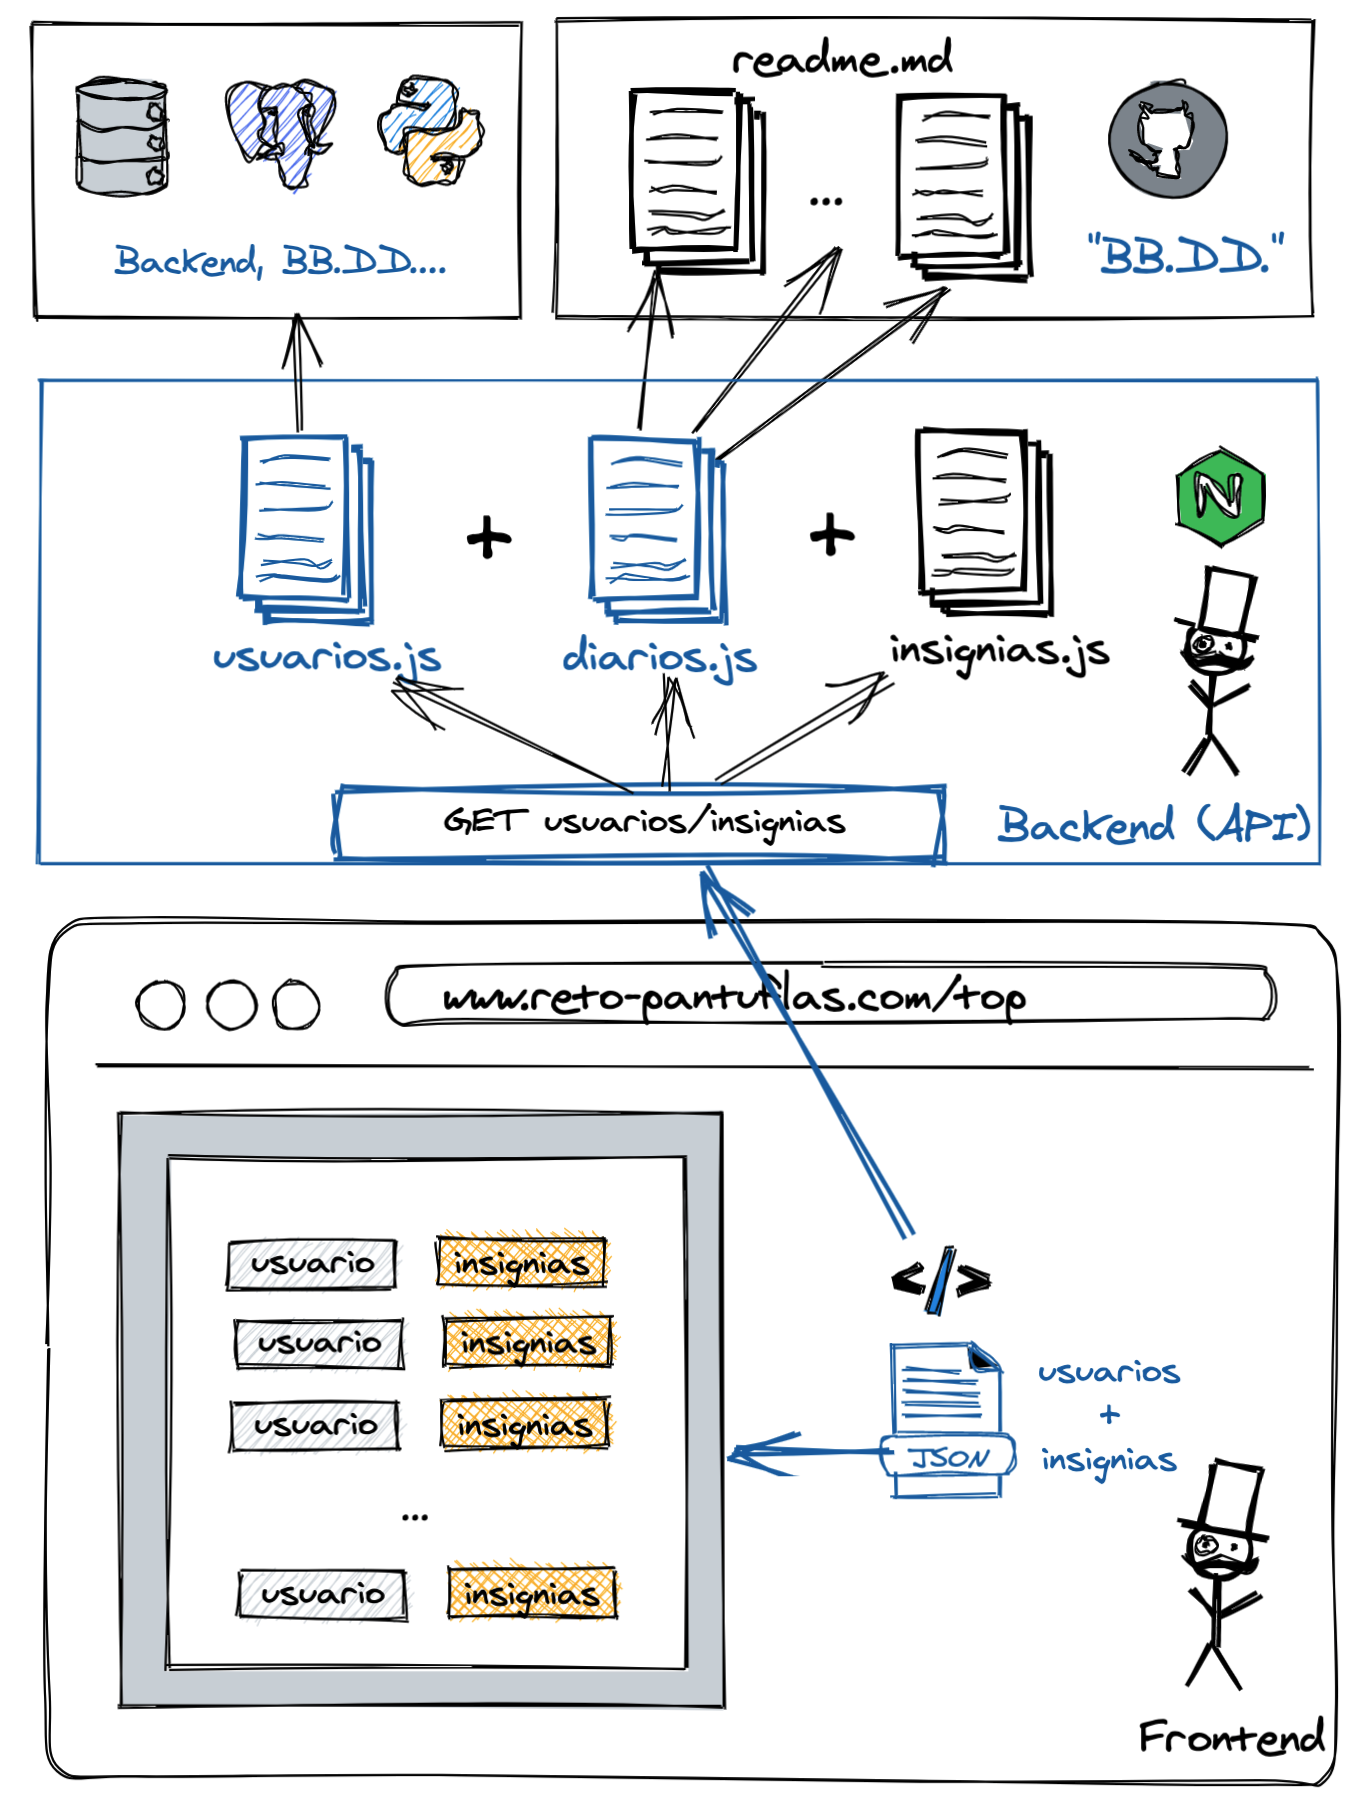 readme.md
...
Backend, BB.DD....
"BB.DD."
+
+
usuarios.js
diarios.js
insignias.js
N
GET usuarios/insignias
Backend (API)
www.reto-pantuflas.com/top
usuario
insignias
usuario
insignias
usuario
insignias
...
usuario
insignias
</>
JSON
usuarios
+
insignias
Frontend